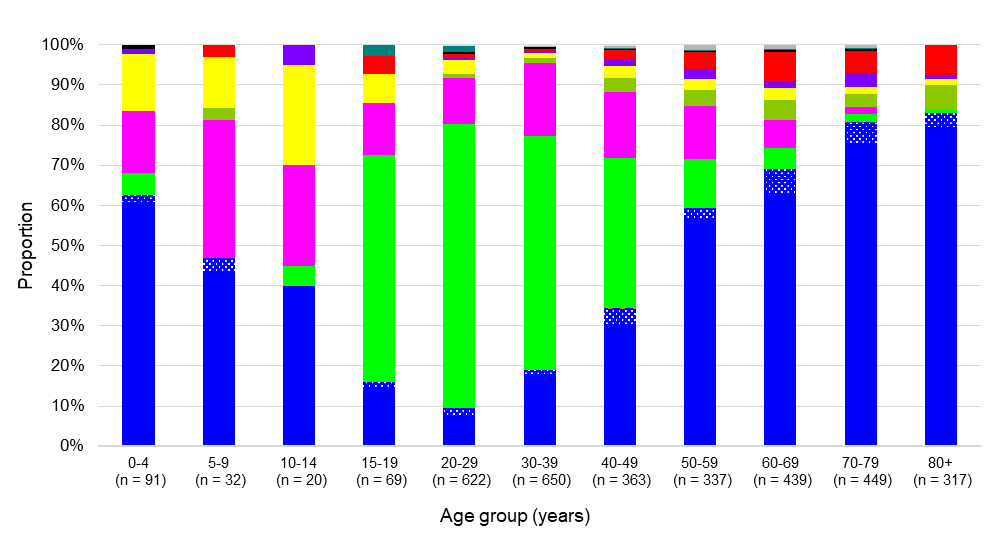 100%
90%
80%
70%
60%
50%
40%
30%
20%
10%
0%
Proportion
0-4 5-9 10-14 15-19 20-29 30-39 40-49 50-59 60-69 70-79 80+
(n = 91) (n = 32) (n = 20) (n = 69) (n = 622) (n = 650) (n = 363) (n = 337) (n = 439) (n = 449) (n = 317)
Age group (years)